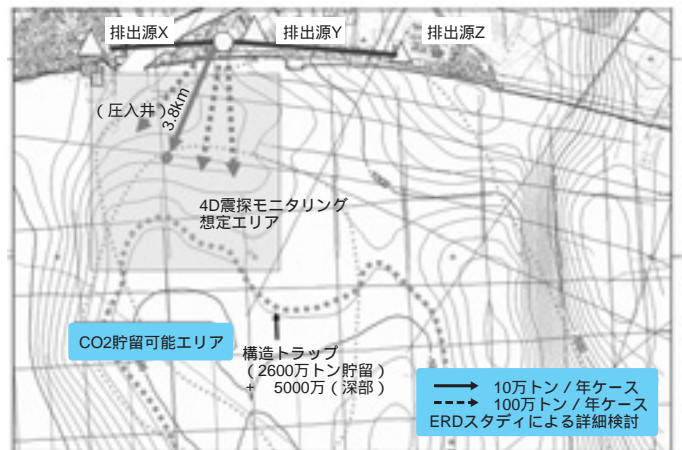 排出源X
排出源Y
排出源Z
(圧入井)
3.8km
4D震探モニタリング
想定エリア
CO2貯留可能エリア
構造トラップ
(2600万トン貯留)
+ 5000万(深部)
10万トン/年ケース
100万トン/年ケース
ERDスタディによる詳細検討